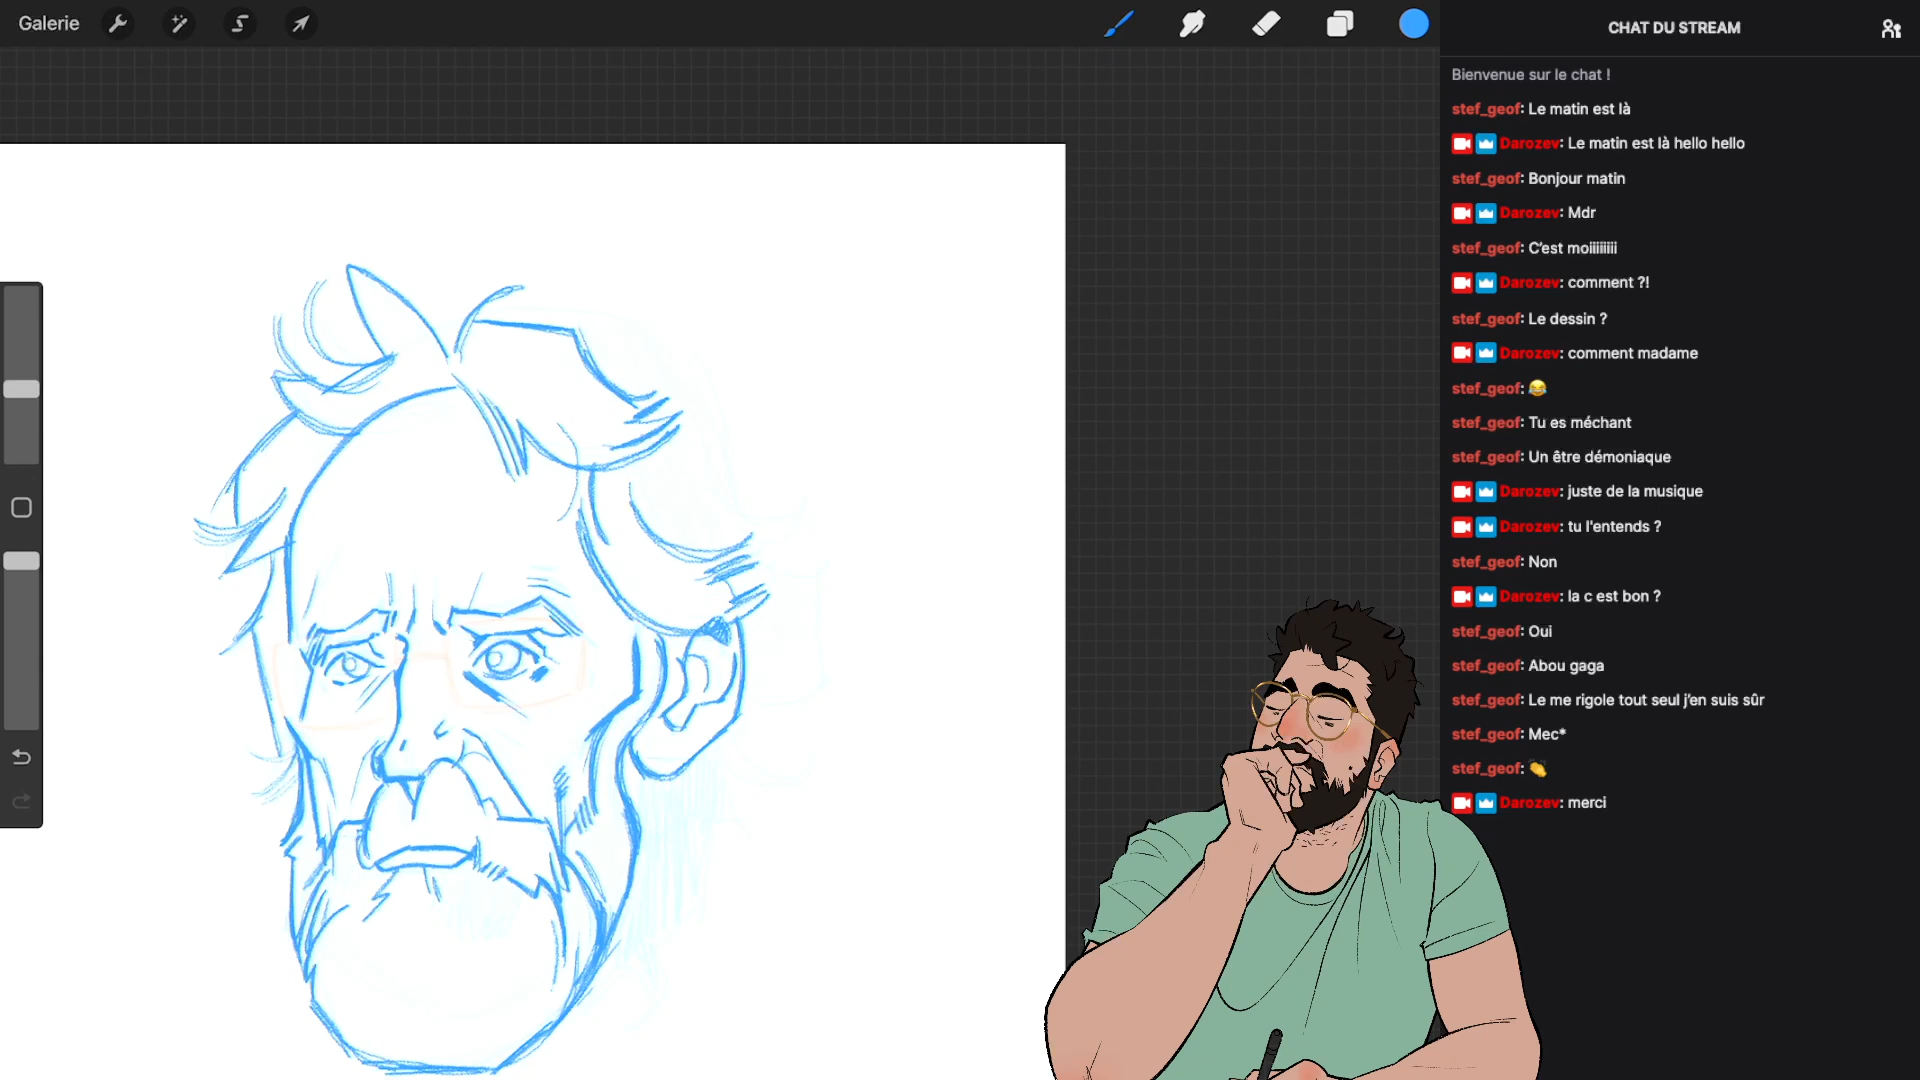 Galerie
CHAT DU STREAM
Bienvenue sur le chat !
stef_geof: Le matin est là
Darozev: Le matin est là hello hello
stef_geof: Bonjour matin
Darozev: Mdr
stef_geof: C'est moiiiiiiiii
Darozev: comment ?!
stef_geof: Le dessin ?
Darozev: comment madame
stef_geof: 😂
stef_geof: Tu es méchant
stef_geof: Un être démoniaque
Darozev: juste de la musique
Darozev: tu l'entends ?
stef_geof: Non
Darozev: la c est bon ?
stef_geof: Oui
stef_geof: Abou gaga
stef_geof: Le me rigole tout seul j'en suis sûr
stef_geof: Mec*
stef_geof: 👏
Darozev: merci